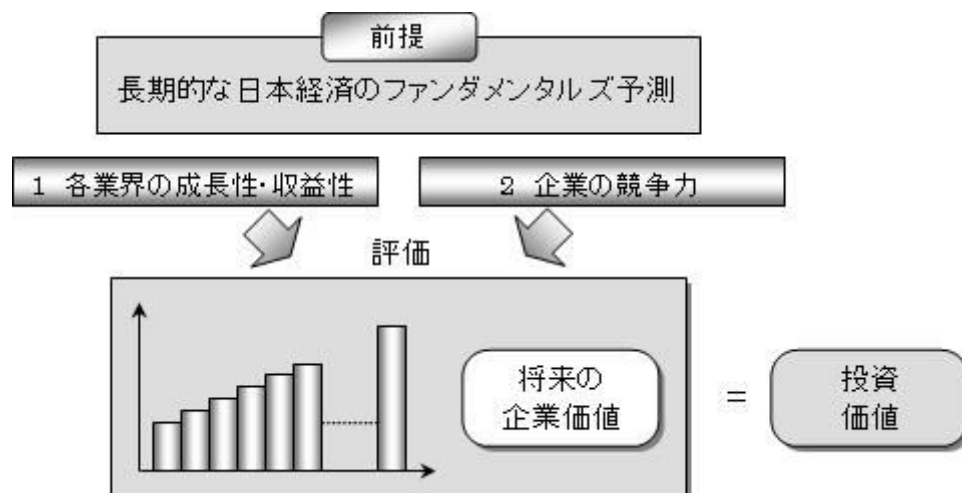 前提
長期的な日本経済のファンダメンタルズ予測
1 各業界の成長性・収益性
2 企業の競争力
評価
将来の
企業価値
=
投資
価値